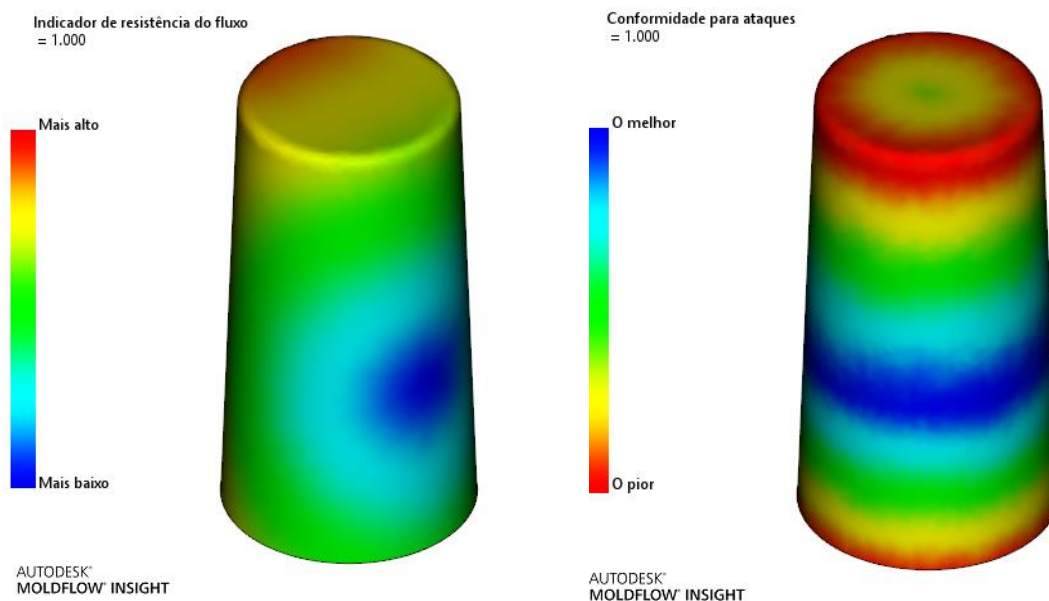 Indicador de resistência do fluxo
= 1.000
Mais alto
Mais baixo
AUTODESK®
MOLDFLOW® INSIGHT
Conformidade para ataques
= 1.000
O melhor
O pior
AUTODESK®
MOLDFLOW® INSIGHT